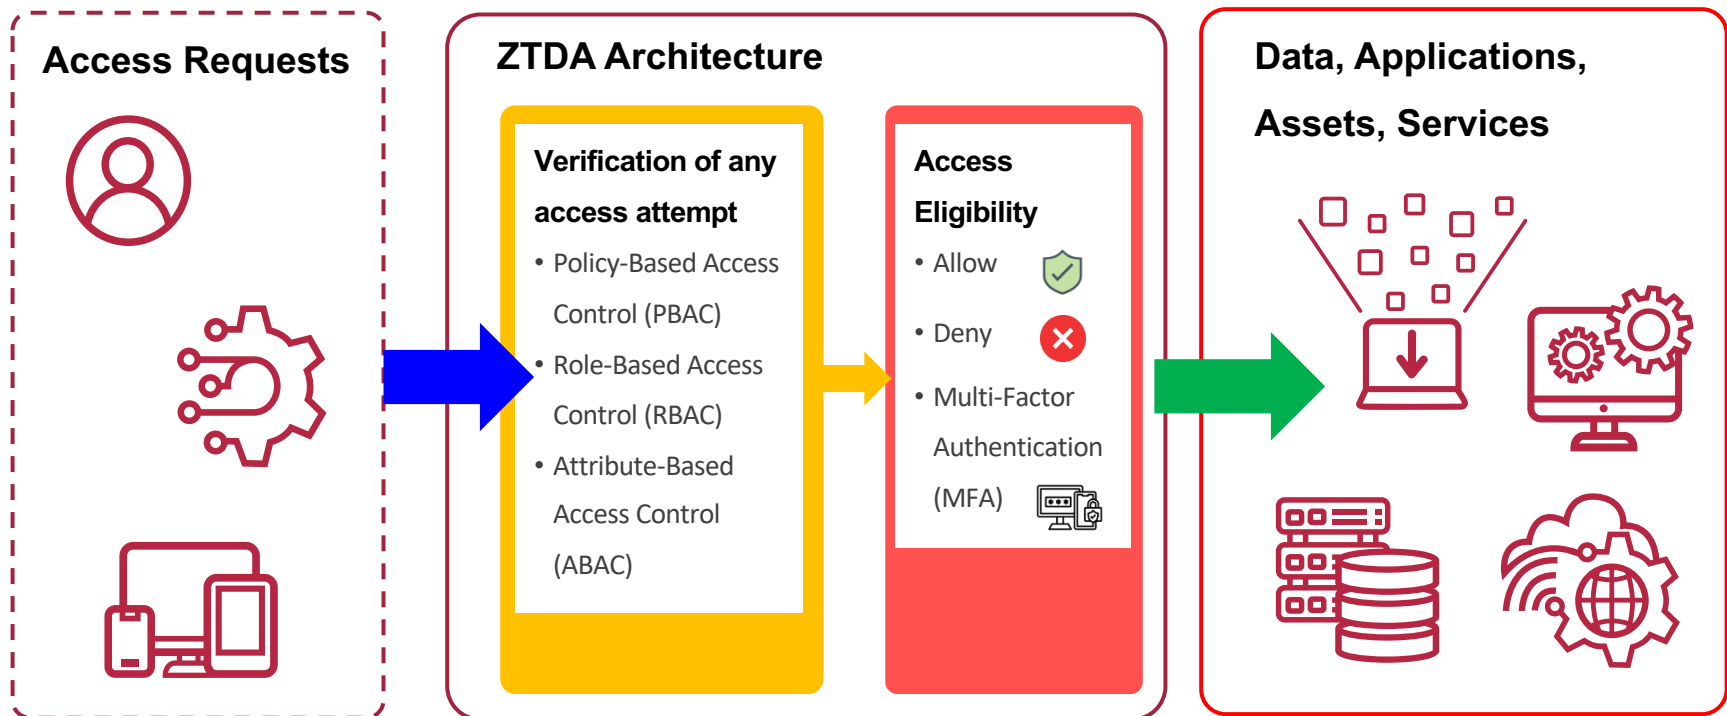 Access Requests
ZTDA Architecture
Verification of any
access attempt
• Policy-Based Access
Control (PBAC)
• Role-Based Access
Control (RBAC)
• Attribute-Based
Access Control
(ABAC)
Access
Eligibility
• Allow
• Deny
• Multi-Factor
Authentication
(MFA)
***
Data, Applications,
Assets, Services